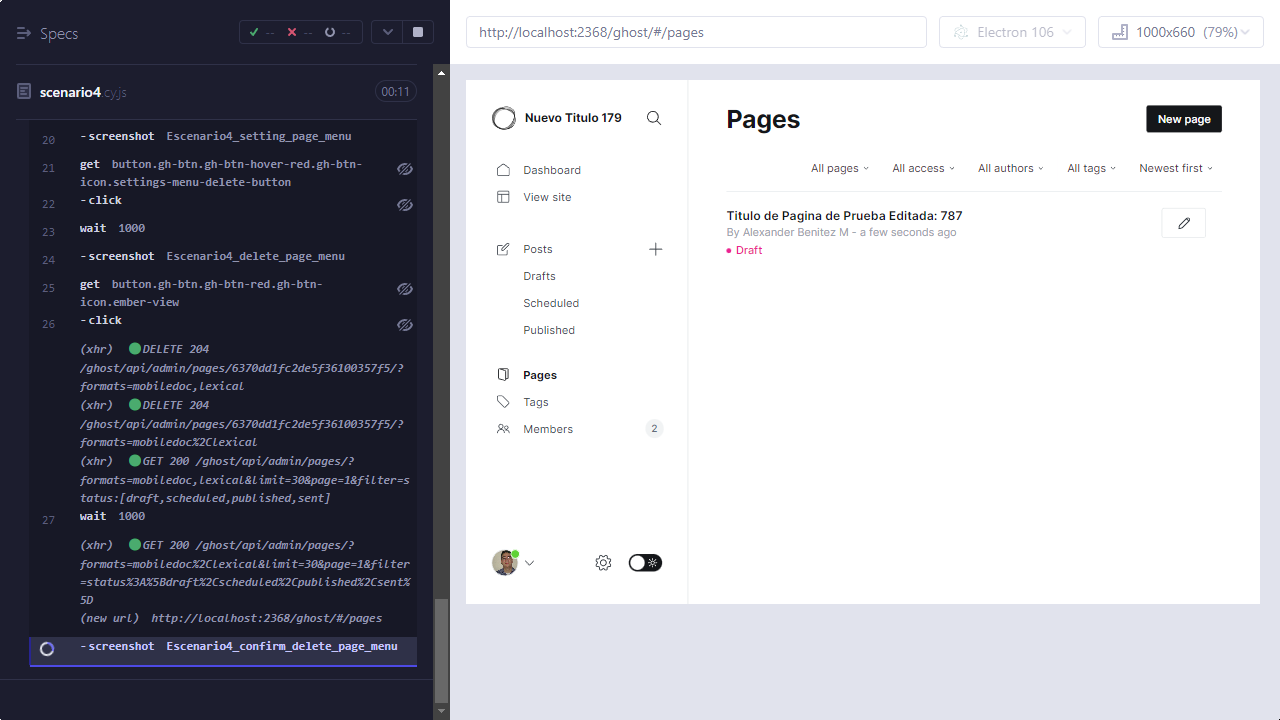 Specs
-- -- --
scenario4.cy.js 00:11
20 -screenshot Escenario4_setting_page_menu
21 get button.gh-btn.gh-btn-hover-red.gh-btn-
icon.settings-menu-delete-button
22 -click
23 wait 1000
24 -screenshot Escenario4_delete_page_menu
25 get button.gh-btn.gh-btn-red.gh-btn-
icon.ember-view
26 -click
(xhr) DELETE 204
/ghost/api/admin/pages/6370dd1fc2de5f36100357f5/?
formats=mobiledoc,lexical
(xhr) DELETE 204
/ghost/api/admin/pages/6370dd1fc2de5f36100357f5/?
formats=mobiledoc%2Clexical
(xhr) GET 200 /ghost/api/admin/pages/?
formats=mobiledoc,lexical&limit=30&page=1&filter=s
tatus:[draft,scheduled,published,sent]
27 wait 1000
(xhr) GET 200 /ghost/api/admin/pages/?
formats=mobiledoc%2Clexical&limit=30&page=1&filter
=status%3A%5Bdraft%2Cscheduled%2Cpublished%2Csent%
5D
(new url) http://localhost:2368/ghost/#/pages
-screenshot Escenario4_confirm_delete_page_menu
http://localhost:2368/ghost/#/pages
Electron 106
1000x660 (79%)
Nuevo Titulo 179
Dashboard
View site
Posts
Drafts
Scheduled
Published
Pages
Tags
Members 2
Pages
New page
All pages All access All authors All tags Newest first
Titulo de Pagina de Prueba Editada: 787
By Alexander Benitez M - a few seconds ago
Draft